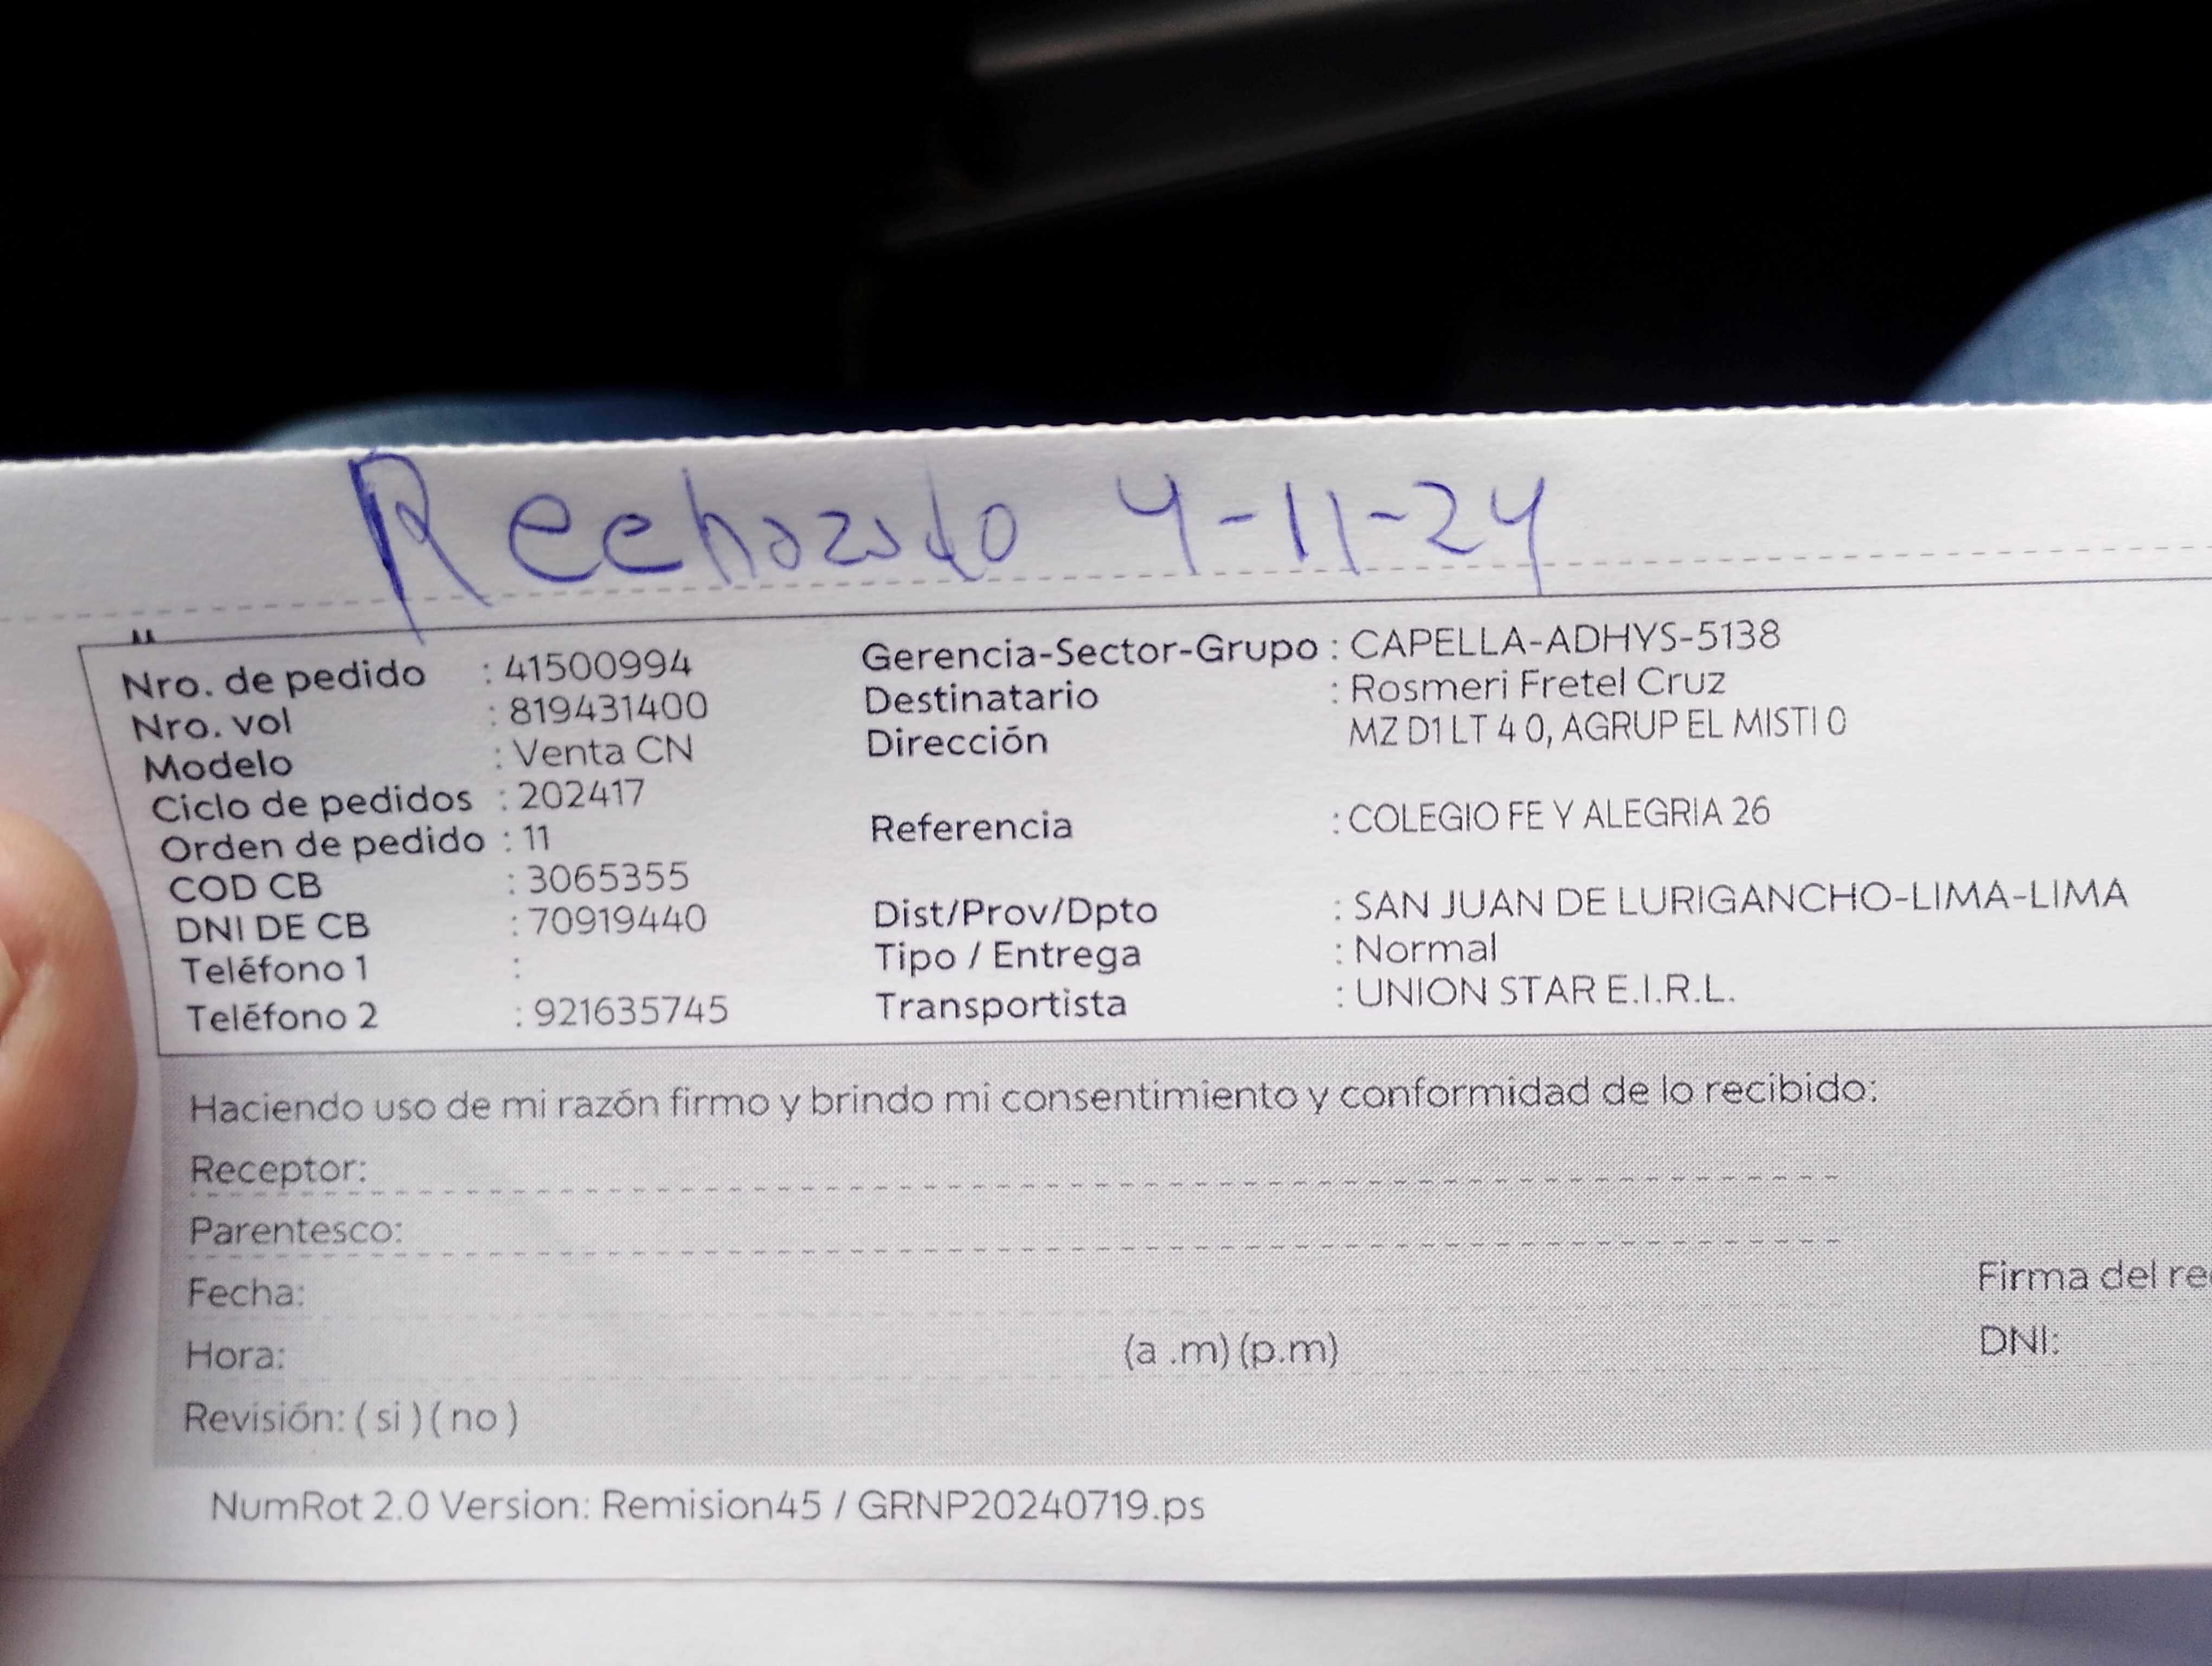 Rechazado 4-11-24
Nro. de pedido : 41500994
Nro. vol : 819431400
Modelo : Venta CN
Ciclo de pedidos : 202417
Orden de pedido : 11
COD CB : 3065355
DNI DE CB : 70919440
Teléfono 1 :
Teléfono 2 : 921635745
Gerencia-Sector-Grupo : CAPELLA-ADHYS-5138
Destinatario : Rosmeri Fretel Cruz
Dirección MZ D1 LT 4 0, AGRUP EL MISTI 0
Referencia : COLEGIO FE Y ALEGRIA 26
Dist/Prov/Dpto : SAN JUAN DE LURIGANCHO-LIMA-LIMA
Tipo / Entrega : Normal
Transportista : UNION STAR E.I.R.L.
Haciendo uso de mi razón firmo y brindo mi consentimiento y conformidad de lo recibido:
Receptor:
Parentesco:
Fecha:
Hora: (a .m) (p.m)
Revisión: ( si ) ( no )
Firma del re
DNI:
NumRot 2.0 Version: Remision45 / GRNP20240719.ps